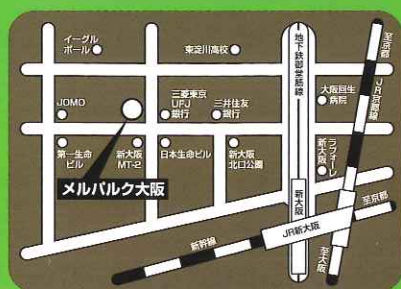 イーグル
ボール
東淀川高校
地下鉄御堂筋線
至京都
JR京都線
JOMO
三菱東京
UFJ
銀行
三井住友
銀行
大阪回生
病院
第一生命
ビル
新大阪
MT-2
日本生命ビル
新大阪
北口公園
ラフォーレ
新大阪
メルパルク大阪
新大阪
至京都
新幹線
JR新大阪
至大阪